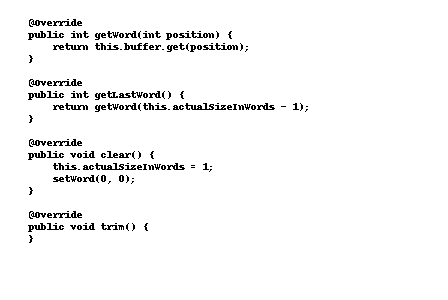 @Override
public int getWord(int position) {
    return this.buffer.get(position);
}

@Override
public int getLastWord() {
    return getWord(this.actualSizeInWords - 1);
}

@Override
public void clear() {
    this.actualSizeInWords = 1;
    setWord(0, 0);
}

@Override
public void trim() {
}